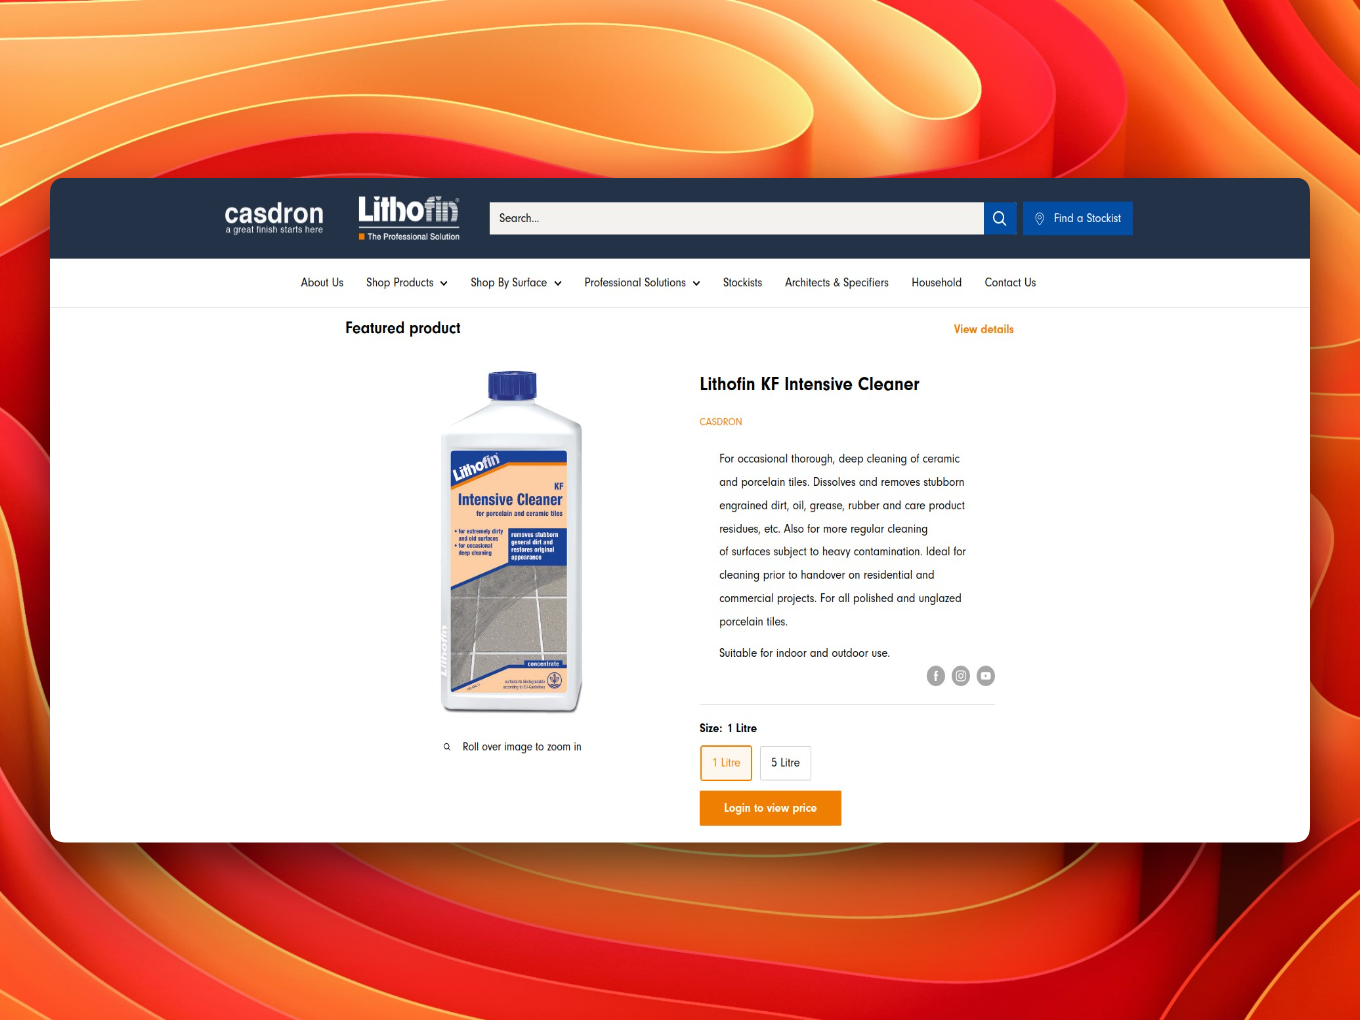 casdron
a great finish starts here
Lithofin
The Professional Solution
Search...
Find a Stockist
About Us
Shop Products
Shop By Surface
Professional Solutions
Stockists
Architects & Specifiers
Household
Contact Us
Featured product
View details
Lithofin
KF
Intensive Cleaner
for porcelain and ceramic tiles
• for extremely dirty
and old surfaces
• for occasional
deep cleaning
removes stubborn
general dirt and
restores original
appearance
Lithofin
concentrate
surfactants biodegradable
according to EU-Guidelines
Roll over image to zoom in
Lithofin KF Intensive Cleaner
CASDRON
For occasional thorough, deep cleaning of ceramic
and porcelain tiles. Dissolves and removes stubborn
engrained dirt, oil, grease, rubber and care product
residues, etc. Also for more regular cleaning
of surfaces subject to heavy contamination. Ideal for
cleaning prior to handover on residential and
commercial projects. For all polished and unglazed
porcelain tiles.
Suitable for indoor and outdoor use.
Size: 1 Litre
1 Litre
5 Litre
Login to view price